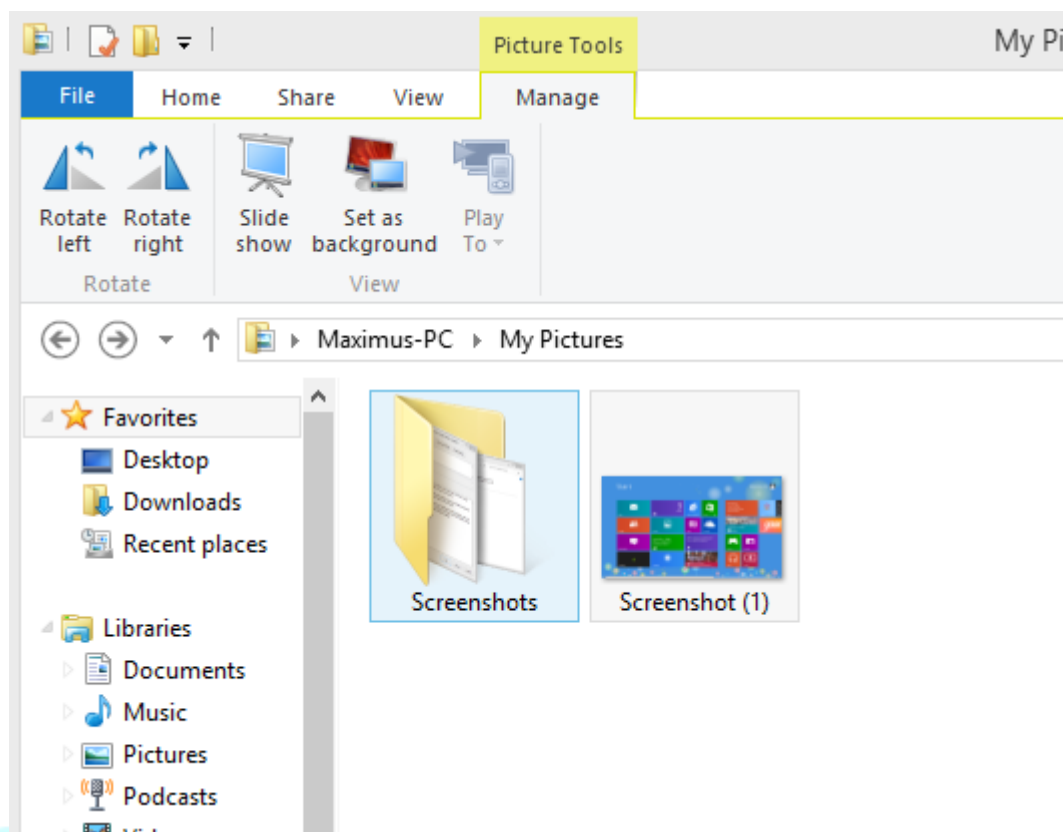 Picture Tools
My Pi
File Home Share View Manage
Rotate left
Rotate right
Slide show
Set as background
Play To
Rotate
View
Maximus-PC My Pictures
Favorites
Desktop
Downloads
Recent places
Libraries
Documents
Music
Pictures
Podcasts
Screenshots
Screenshot (1)